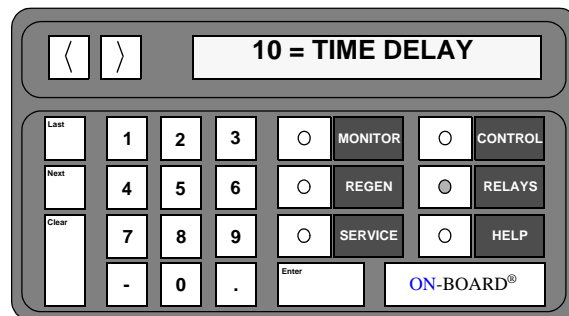 〈 〉 10 = TIME DELAY
Last 1 2 3 MONITOR CONTROL
Next 4 5 6 REGEN RELAYS
Clear 7 8 9 SERVICE HELP
- 0 . Enter ON-BOARD®